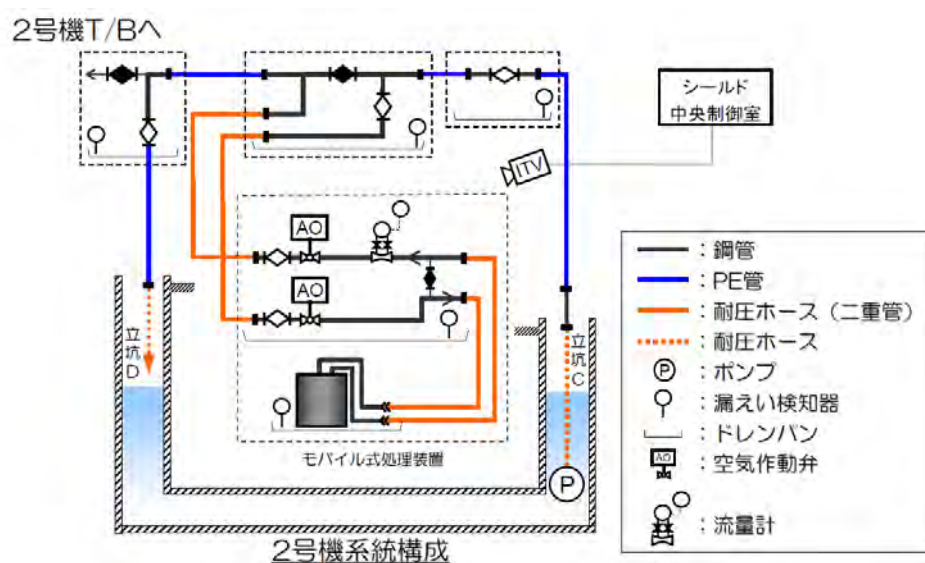 2号機T/Bへ
シールド
中央制御室
ITV
AO
AO
立坑D
立坑C
P
モバイル式処理装置
2号機系統構成
：鋼管
：PE管
：耐圧ホース（二重管）
：耐圧ホース
P ：ポンプ
：漏えい検知器
：ドレンパン
AO ：空気作動弁
：流量計